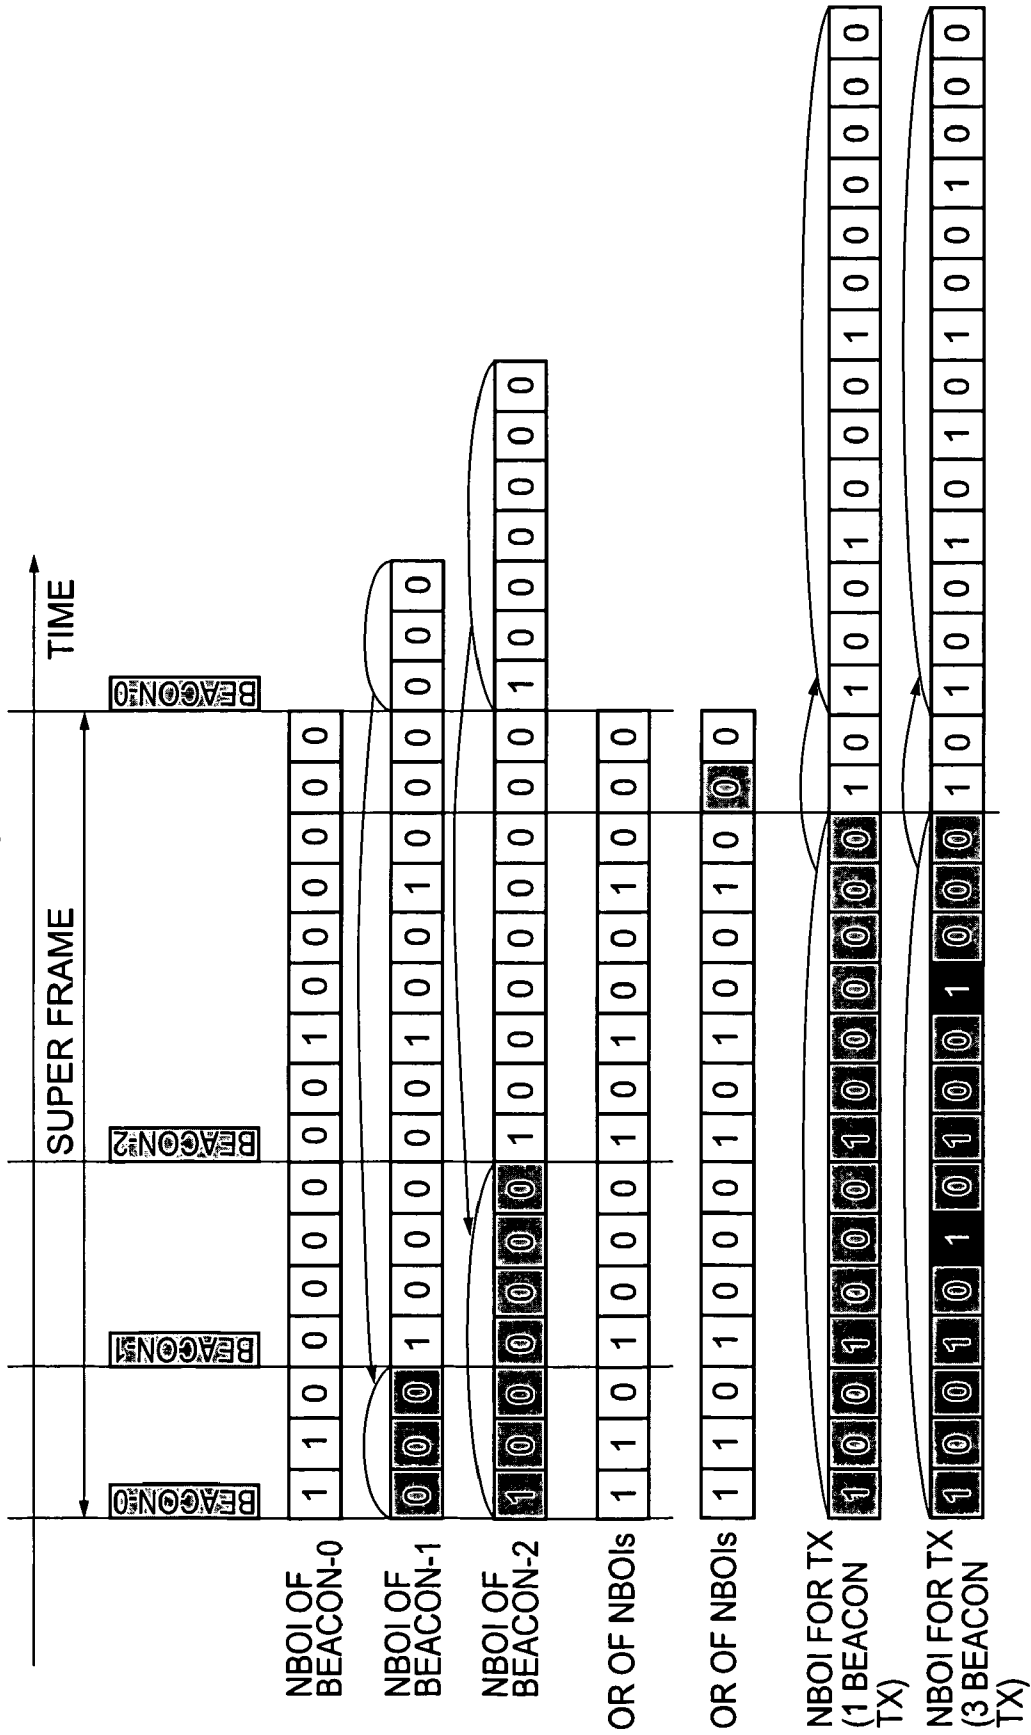 TIME
SUPER FRAME
BEACON-0 BEACON-1 BEACON-2 BEACON-0
NBOI OF
BEACON-0
1 1 0 0 0 0 0 0 0 1 0 0 0 0 0 0
NBOI OF
BEACON-1
0 0 0 1 0 0 0 0 0 1 0 0 1 0 0 0 0 0 0
NBOI OF
BEACON-2
1 0 0 0 0 0 0 1 0 0 0 0 0 0 0 0 1 0 0 0 0 0 0
OR OF NBOIs 1 1 0 1 0 0 0 1 0 1 0 0 1 0 0 0
OR OF NBOIs 1 1 0 1 0 0 0 1 0 1 0 0 1 0 0 0
NBOI FOR TX
(1 BEACON
TX)
1 0 0 1 0 0 0 1 0 0 0 0 0 0 1 0 1 0 0 1 0 0 0 1 0 0 0 0 0 0
NBOI FOR TX
(3 BEACON
TX)
1 0 0 1 0 1 0 1 0 0 1 0 0 0 1 0 1 0 0 1 0 1 0 1 0 0 1 0 0 0